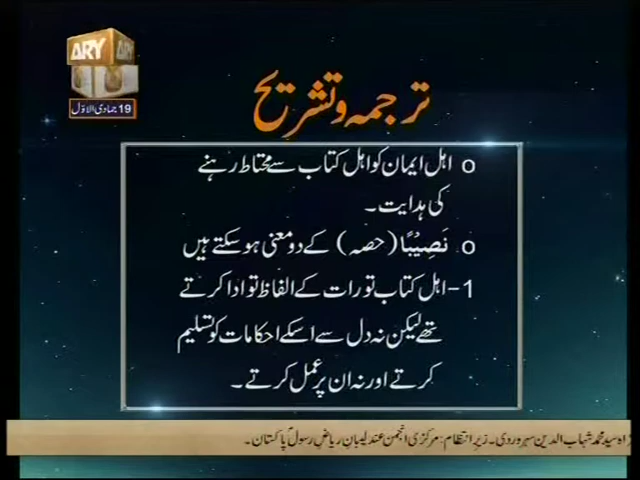 ARY ARY
19 جمادی الاوّل
ترجمہ و تشریح
o اہل ایمان کو اہل کتاب سے محتاط رہنے
کی ہدایت۔
o نَصِیْبًا (حصہ) کے دو معنی ہو سکتے ہیں
1- اہل کتاب تورات کے الفاظ تو ادا کرتے
تھے لیکن نہ دل سے اسکے احکامات کو تسلیم
کرتے اور نہ ان پر عمل کرتے۔
سید محمد شہاب الدین سہروردی۔ زیر انتظام: مرکزی انجمن عندلیبان ریاض رسول پاکستان۔